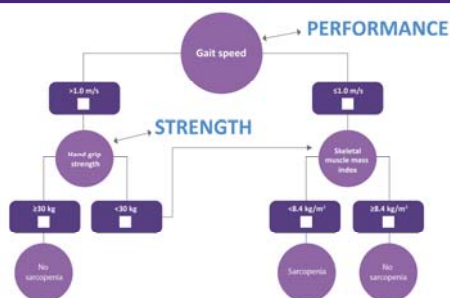 PERFORMANCE
Gait speed
>1.0 m/s
≤1.0 m/s
STRENGTH
Hand grip
strength
Skeletal
muscle mass
index
≥30 kg
<30 kg
<8.4 kg/m²
≥8.4 kg/m²
No
sarcopenia
Sarcopenia
No
sarcopenia